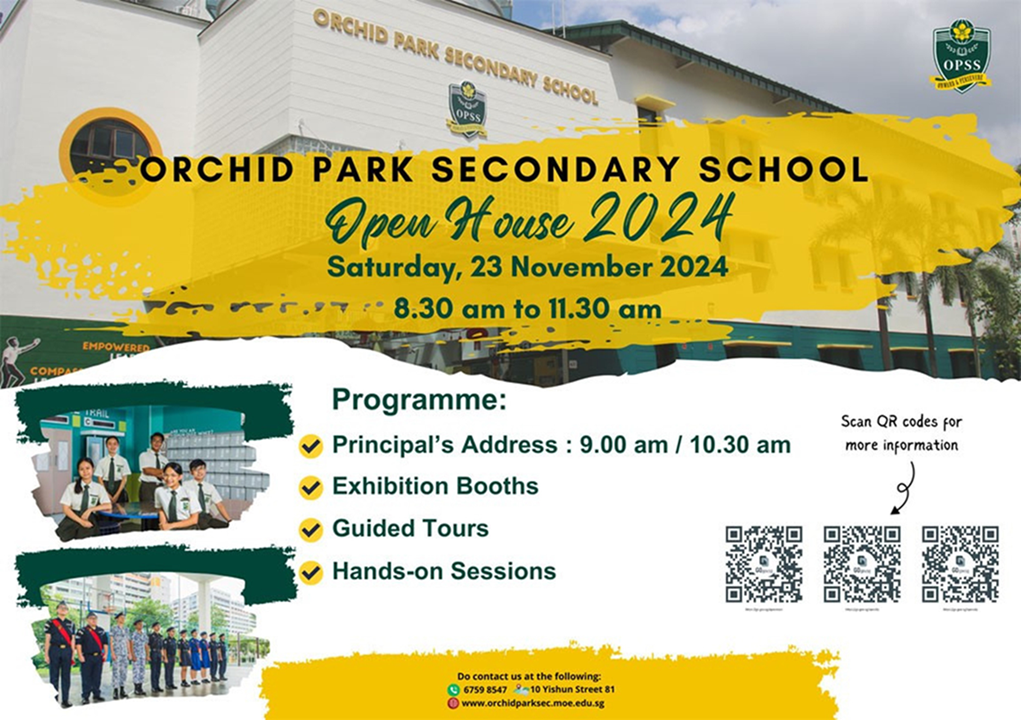 ORCHID PARK SECONDARY SCHOOL
OPSS
OPSS
ORCHID PARK SECONDARY SCHOOL
Open House 2024
Saturday, 23 November 2024
8.30 am to 11.30 am
EMPOWERED
TRAIL
Programme:
Principal's Address : 9.00 am / 10.30 am
Exhibition Booths
Guided Tours
Hands-on Sessions
Scan QR codes for
more information
Do contact us at the following:
6759 8547 10 Yishun Street 81
www.orchidparksec.moe.edu.sg